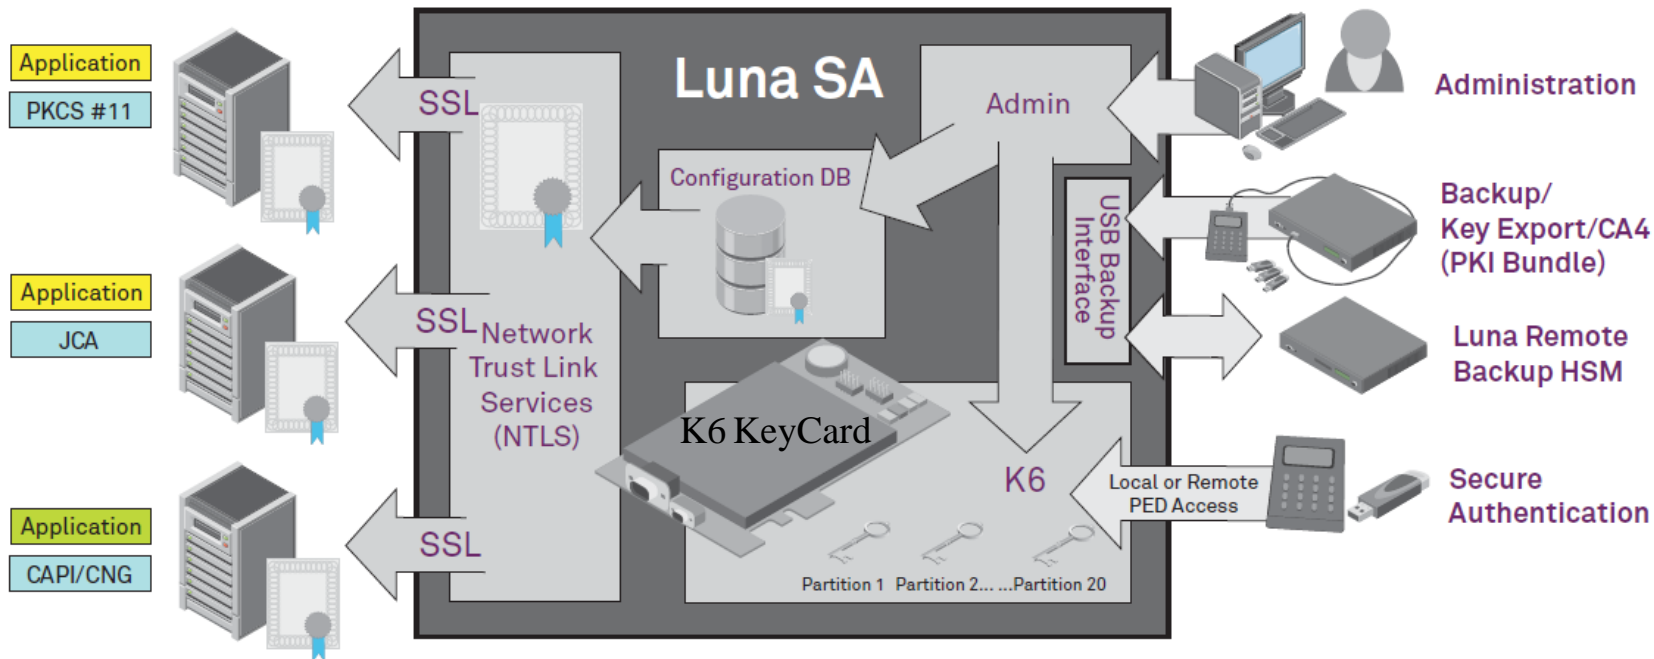 Application
PKCS #11
Application
JCA
Application
CAPI/CNG
SSL
SSL
SSL
Network
Trust Link
Services
(NTLS)
Luna SA
Configuration DB
Admin
USB Backup
Interface
K6 KeyCard
K6
Partition 1 Partition 2... ...Partition 20
Local or Remote
PED Access
Administration
Backup/
Key Export/CA4
(PKI Bundle)
Luna Remote
Backup HSM
Secure
Authentication